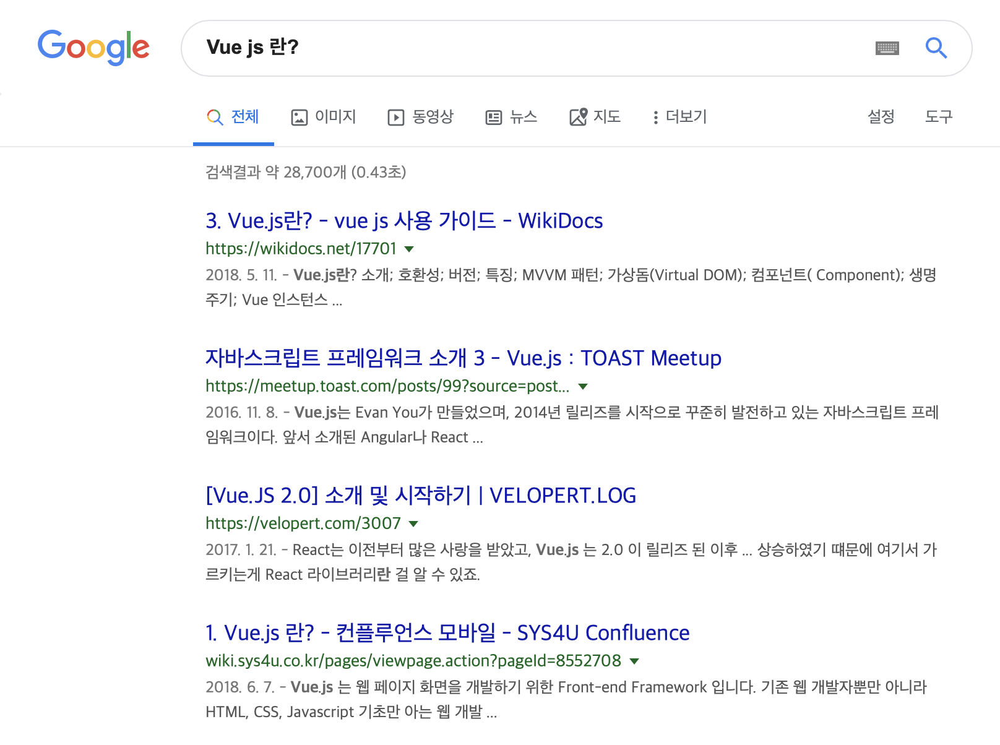 Google
Vue js 란?
전체 이미지 동영상 뉴스 지도 더보기 설정 도구
검색결과 약 28,700개 (0.43초)
3. Vue.js란? - vue js 사용 가이드 - WikiDocs
https://wikidocs.net/17701
2018. 5. 11. - Vue.js란? 소개; 호환성; 버전; 특징; MVVM 패턴; 가상돔(Virtual DOM); 컴포넌트( Component); 생명
주기; Vue 인스턴스 ...
자바스크립트 프레임워크 소개 3 - Vue.js : TOAST Meetup
https://meetup.toast.com/posts/99?source=post...
2016. 11. 8. - Vue.js는 Evan You가 만들었으며, 2014년 릴리즈를 시작으로 꾸준히 발전하고 있는 자바스크립트 프레
임워크이다. 앞서 소개된 Angular나 React ...
[Vue.JS 2.0] 소개 및 시작하기 | VELOPERT.LOG
https://velopert.com/3007
2017. 1. 21. - React는 이전부터 많은 사랑을 받았고, Vue.js 는 2.0 이 릴리즈 된 이후 ... 상승하였기 떄문에 여기서 가
르키는게 React 라이브러리란 걸 알 수 있죠.
1. Vue.js 란? - 컨플루언스 모바일 - SYS4U Confluence
wiki.sys4u.co.kr/pages/viewpage.action?pageId=8552708
2018. 6. 7. - Vue.js 는 웹 페이지 화면을 개발하기 위한 Front-end Framework 입니다. 기존 웹 개발자뿐만 아니라
HTML, CSS, Javascript 기초만 아는 웹 개발 ...